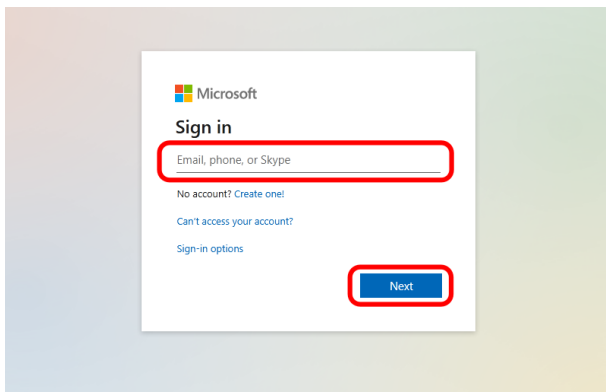 Microsoft
Sign in
Email, phone, or Skype
No account? Create one!
Can't access your account?
Sign-in options
Next